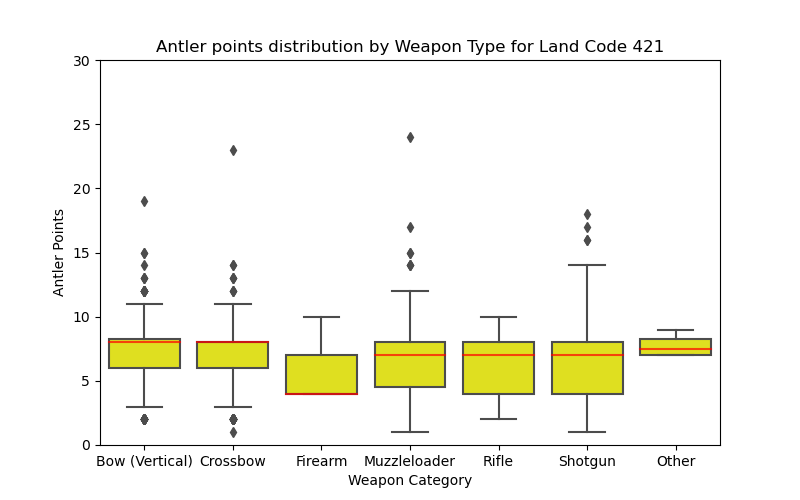 Antler points distribution by Weapon Type for Land Code 421
30
25
20
15
10
5
0
Antler Points
Bow (Vertical) Crossbow Firearm Muzzleloader Rifle Shotgun Other
Weapon Category